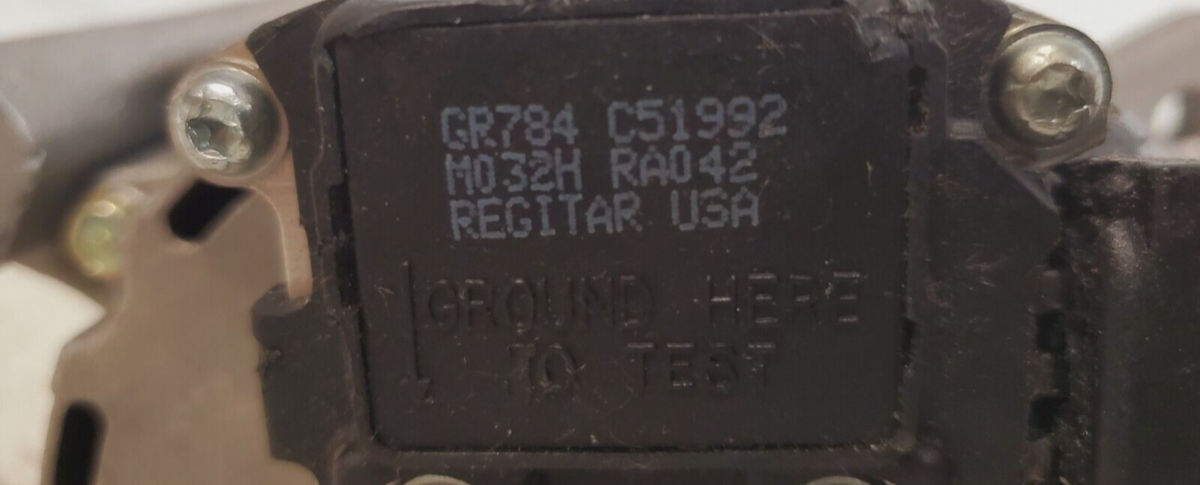 GR784 C51992
M032H RA042
REGITAR USA
GROUND HERE
TO TEST